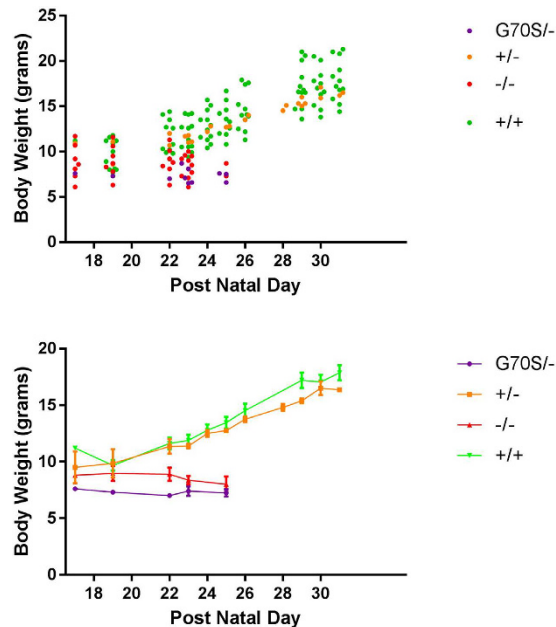 Body Weight (grams)
25
20
15
10
5
0
18 20 22 24 26 28 30
Post Natal Day
G70S/-
+/-
-/-
+/+
Body Weight (grams)
20
15
10
5
0
18 20 22 24 26 28 30
Post Natal Day
G70S/-
+/-
-/-
+/+